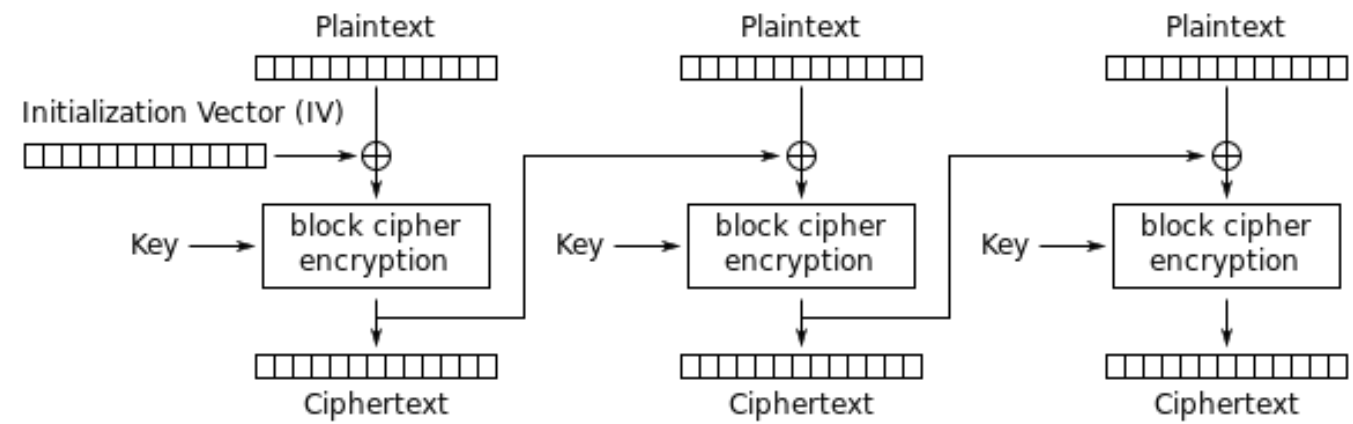 Plaintext
Plaintext
Plaintext
Initialization Vector (IV)
Key
block cipher
encryption
Key
block cipher
encryption
Key
block cipher
encryption
Ciphertext
Ciphertext
Ciphertext